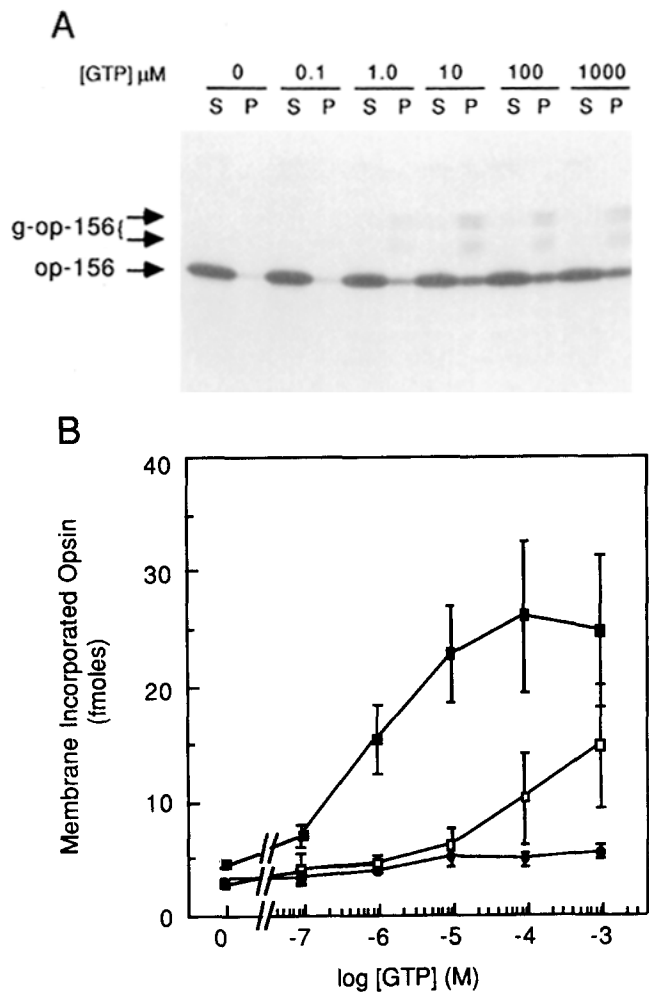 A
[GTP] μM 0 0.1 1.0 10 100 1000
S P S P S P S P S P S P
g-op-156{
op-156
B
Membrane Incorporated Opsin
(fmoles)
40
30
20
10
0
0 -7 -6 -5 -4 -3
log [GTP] (M)